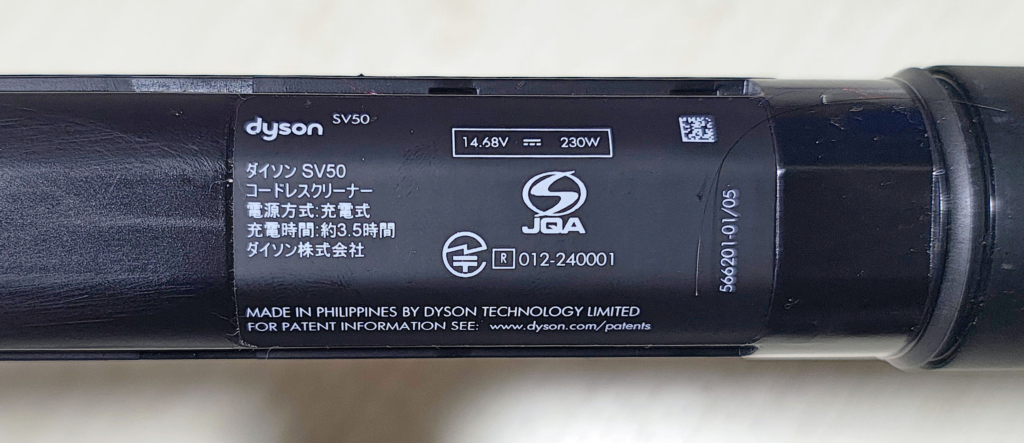 dyson SV50
14.68V ⎓ 230W
ダイソン SV50
コードレスクリーナー
電源方式:充電式
充電時間:約3.5時間
ダイソン株式会社
JQA
R 012-240001
566201-01/05
MADE IN PHILIPPINES BY DYSON TECHNOLOGY LIMITED
FOR PATENT INFORMATION SEE: www.dyson.com/patents